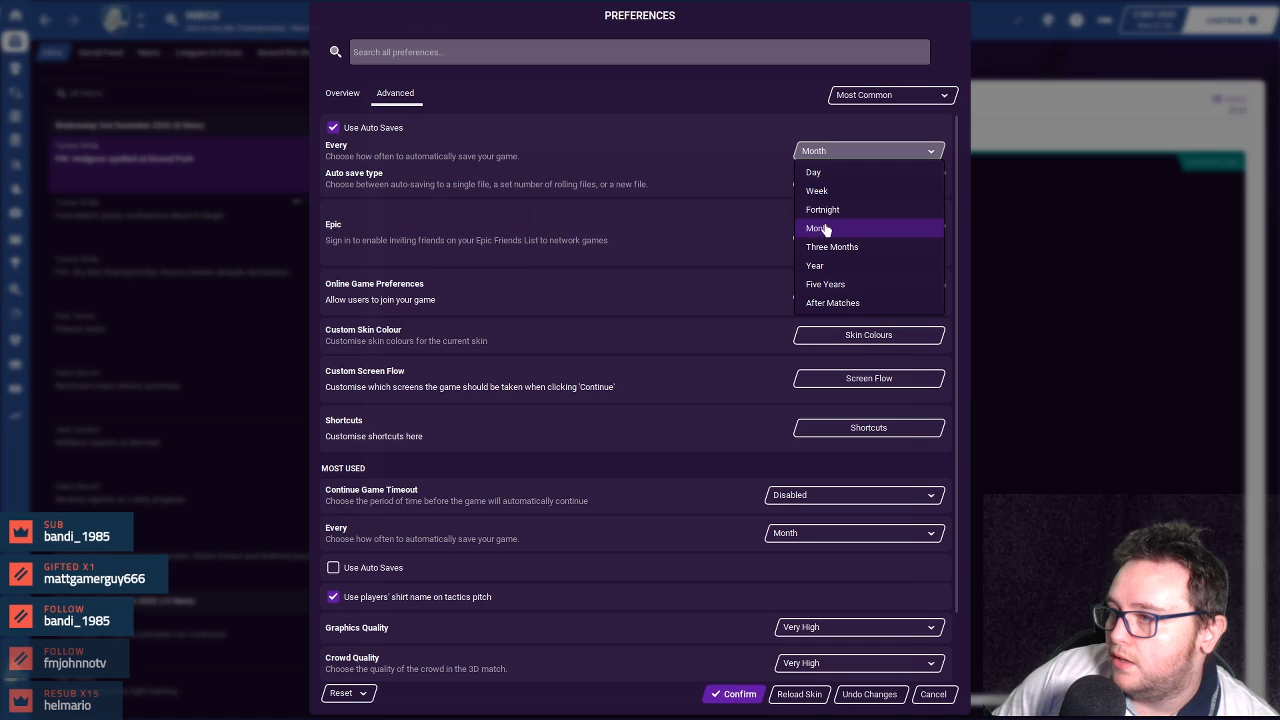 PREFERENCES
INBOX
Search all preferences...
Overview
Advanced
Most Common
Use Auto Saves
Every
Choose how often to automatically save your game.
Month
Auto save type
Choose between auto-saving to a single file, a set number of rolling files, or a new file.
Day
Week
Fortnight
Month
Three Months
Year
Five Years
After Matches
Epic
Sign in to enable inviting friends on your Epic Friends List to network games
Online Game Preferences
Allow users to join your game
Custom Skin Colour
Customise skin colours for the current skin
Skin Colours
Custom Screen Flow
Customise which screens the game should be taken when clicking 'Continue'
Screen Flow
Shortcuts
Customise shortcuts here
Shortcuts
MOST USED
Continue Game Timeout
Choose the period of time before the game will automatically continue
Disabled
Every
Choose how often to automatically save your game.
Month
Use Auto Saves
Use players' shirt name on tactics pitch
Graphics Quality
Very High
Crowd Quality
Choose the quality of the crowd in the 3D match.
Very High
Reset
Confirm
Reload Skin
Undo Changes
Cancel
SUB
bandi_1985
GIFTED X1
mattgamerguy666
FOLLOW
bandi_1985
FOLLOW
fmjohnnotv
RESUB X15
helmario